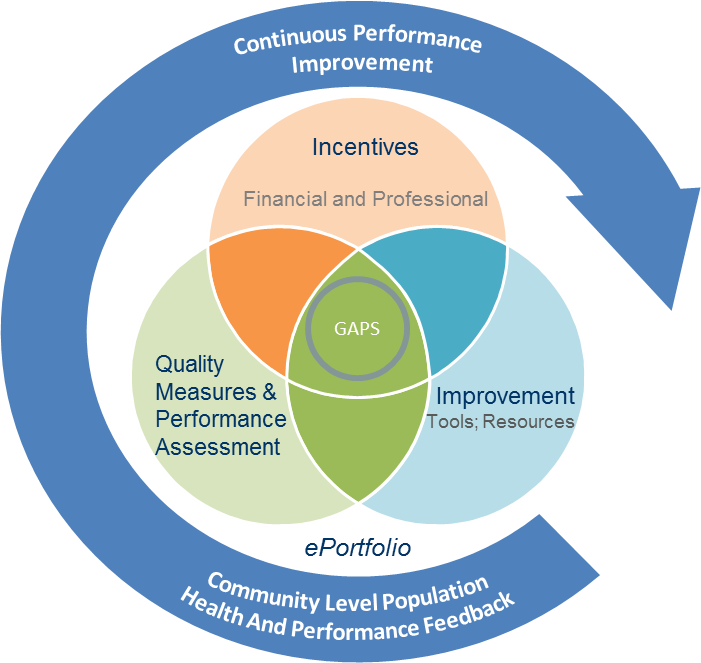 Continuous Performance
Improvement
Incentives
Financial and Professional
GAPS
Quality
Measures &
Performance
Assessment
Improvement
Tools; Resources
ePortfolio
Community Level Population
Health And Performance Feedback